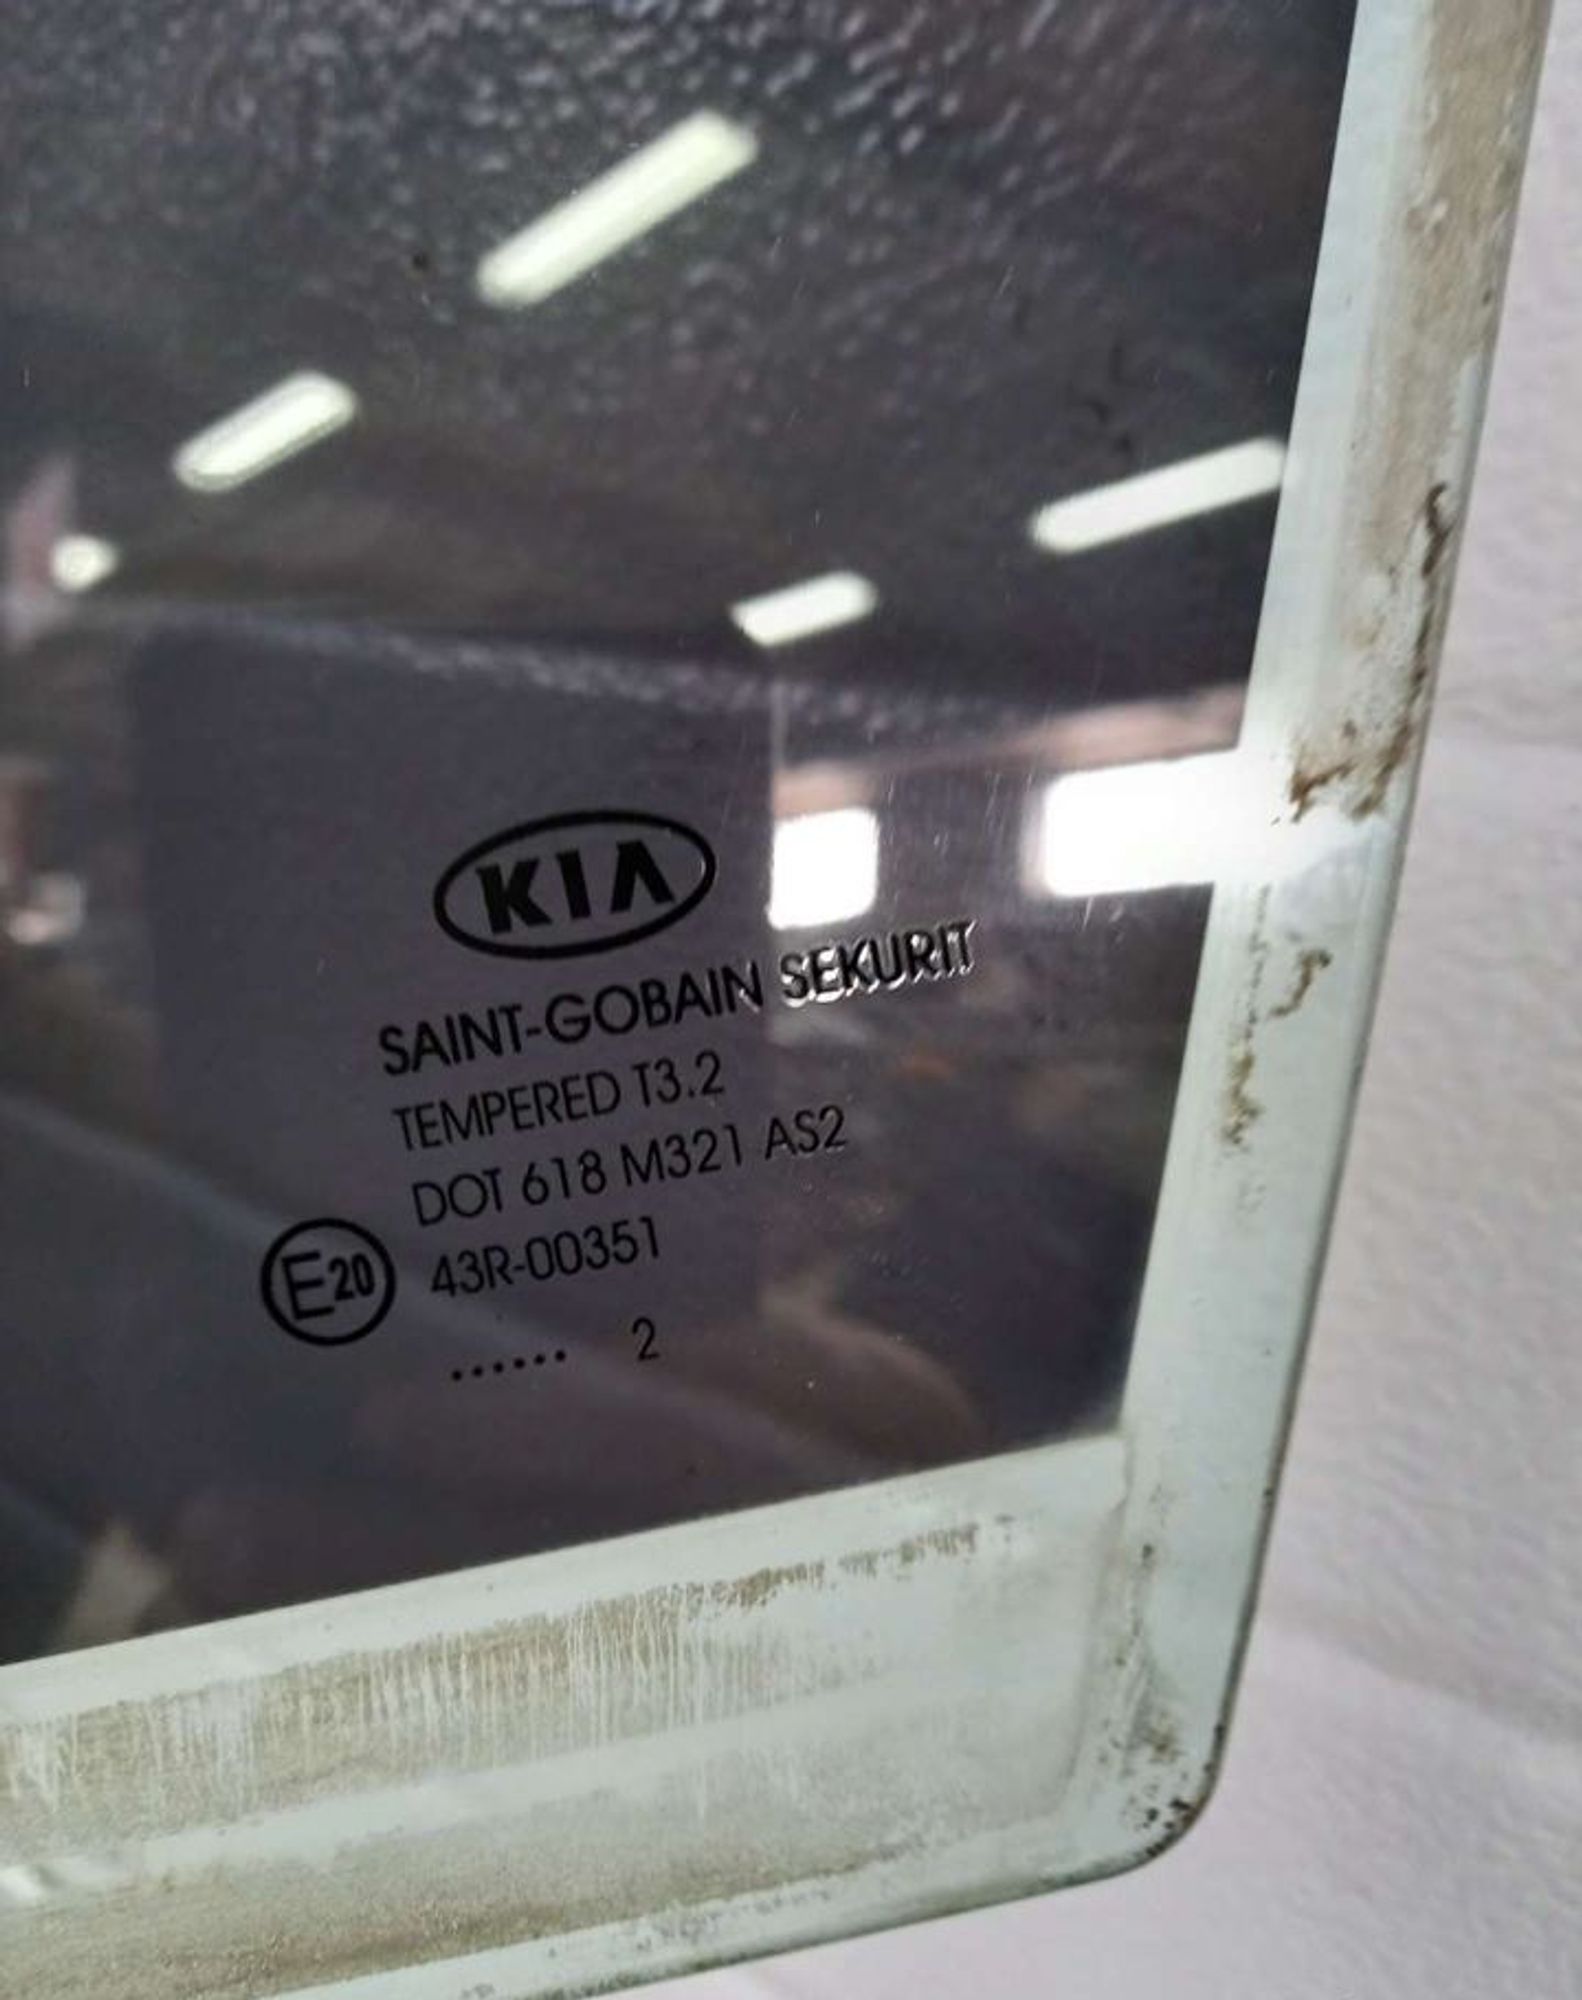 KIA
SAINT-GOBAIN SEKURIT
TEMPERED T3.2
DOT 618 M321 AS2
E20 43R-00351
...... 2